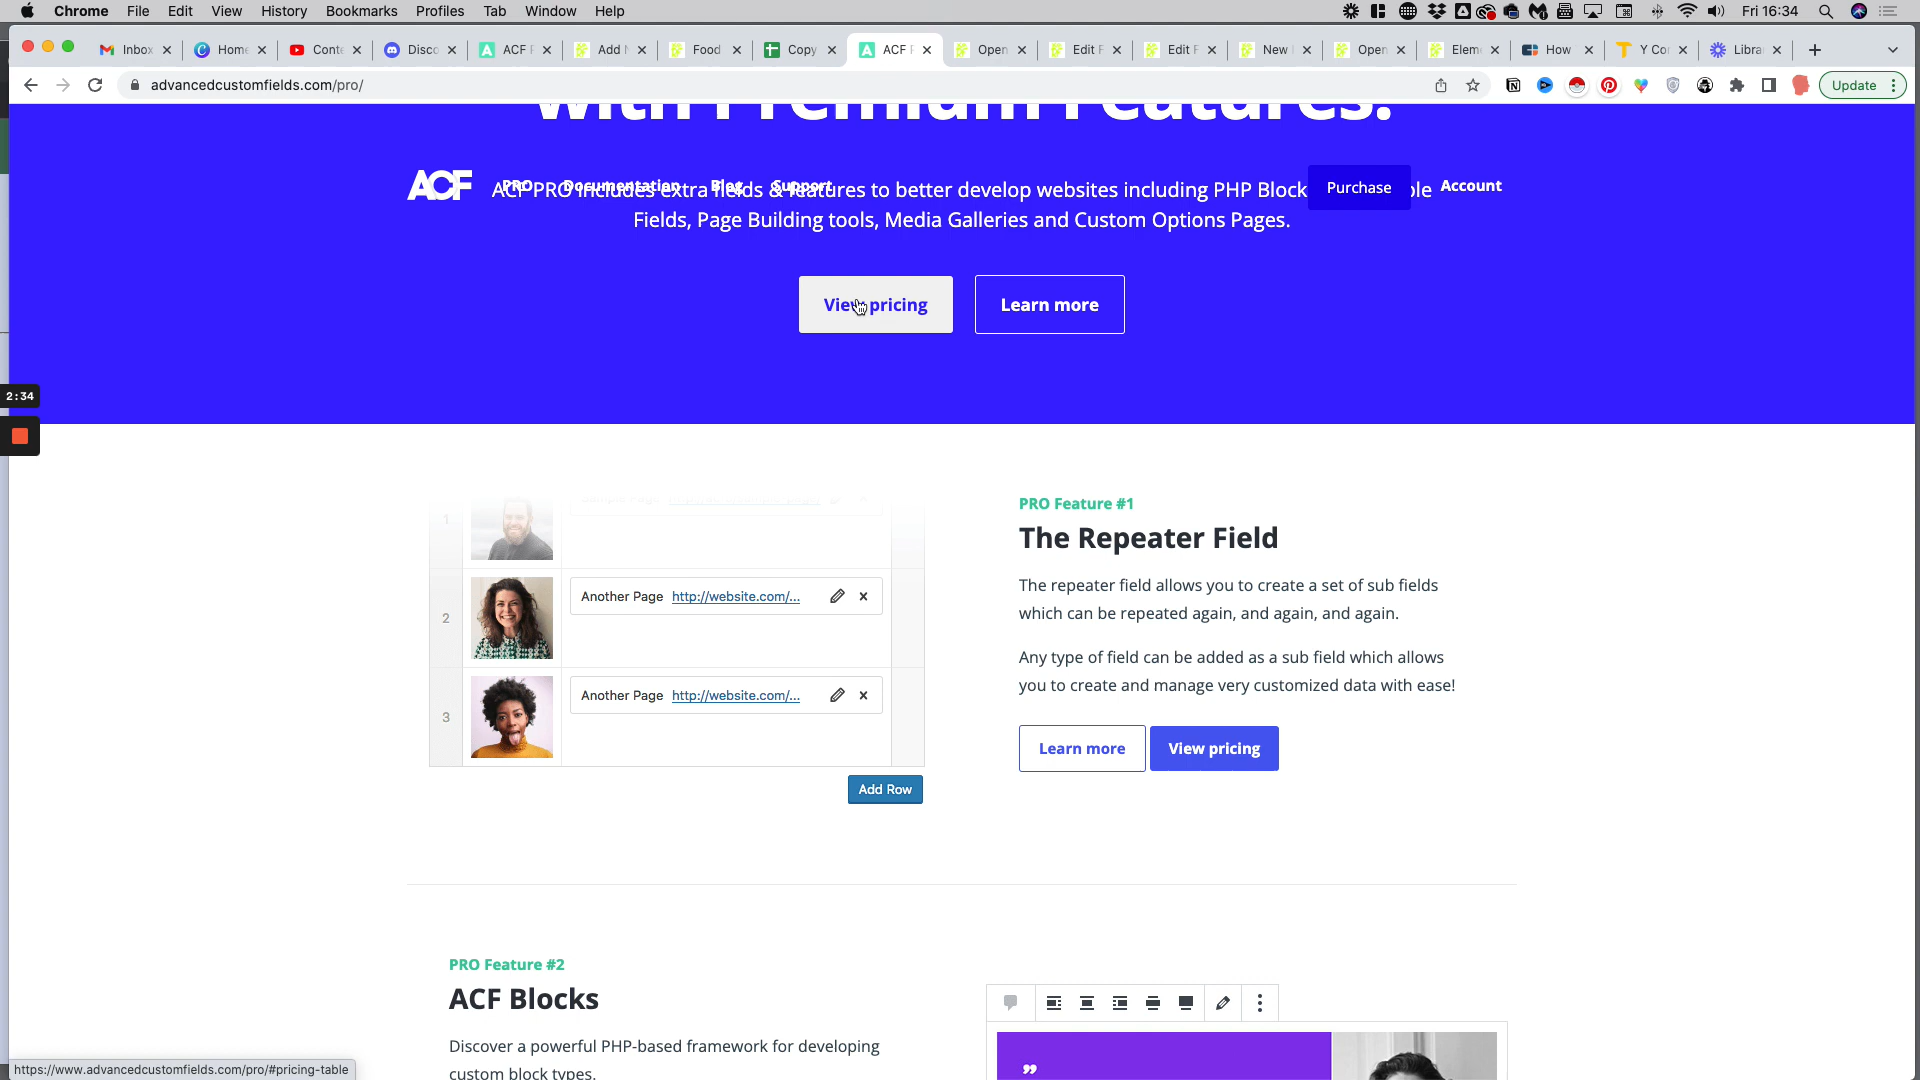 Chrome File Edit View History Bookmarks Profiles Tab Window Help Fri 16:34
Inbox Home Conte Disco ACF Add Food Copy ACF Open Edit F Edit F New Open Elem How Y Co Libra
advancedcustomfields.com/pro/ Update
with Premium Features.
ACF PRO Documentation Blog Support Purchase Account
ACF PRO includes extra fields & features to better develop websites including PHP Block ble
Fields, Page Building tools, Media Galleries and Custom Options Pages.
View pricing Learn more
2:34
1
2 Another Page http://website.com/...
3 Another Page http://website.com/...
Add Row
PRO Feature #1
The Repeater Field
The repeater field allows you to create a set of sub fields
which can be repeated again, and again, and again.
Any type of field can be added as a sub field which allows
you to create and manage very customized data with ease!
Learn more View pricing
PRO Feature #2
ACF Blocks
Discover a powerful PHP-based framework for developing
custom block types.
”
https://www.advancedcustomfields.com/pro/#pricing-table